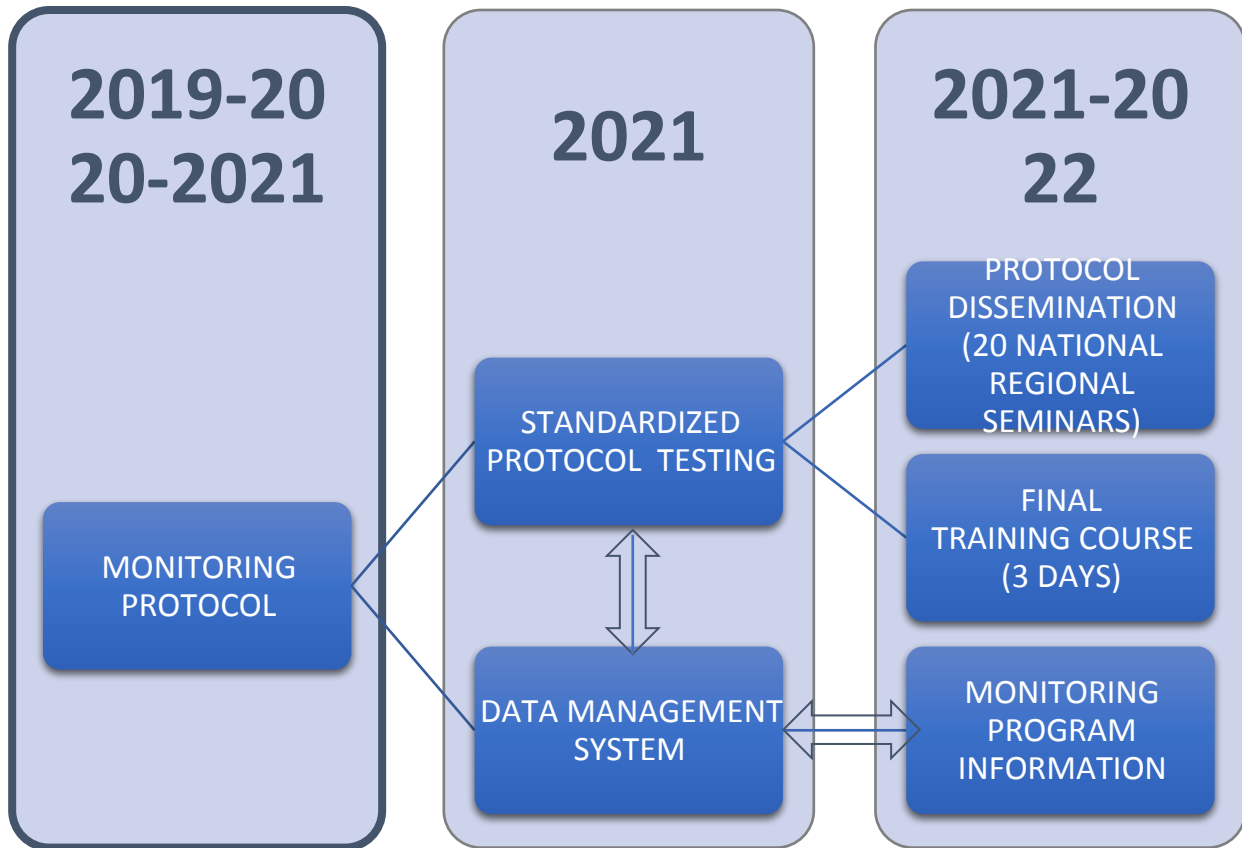 2019-20
20-2021
MONITORING
PROTOCOL
2021
STANDARDIZED
PROTOCOL TESTING
DATA MANAGEMENT
SYSTEM
2021-20
22
PROTOCOL
DISSEMINATION
(20 NATIONAL
REGIONAL
SEMINARS)
FINAL
TRAINING COURSE
(3 DAYS)
MONITORING
PROGRAM
INFORMATION